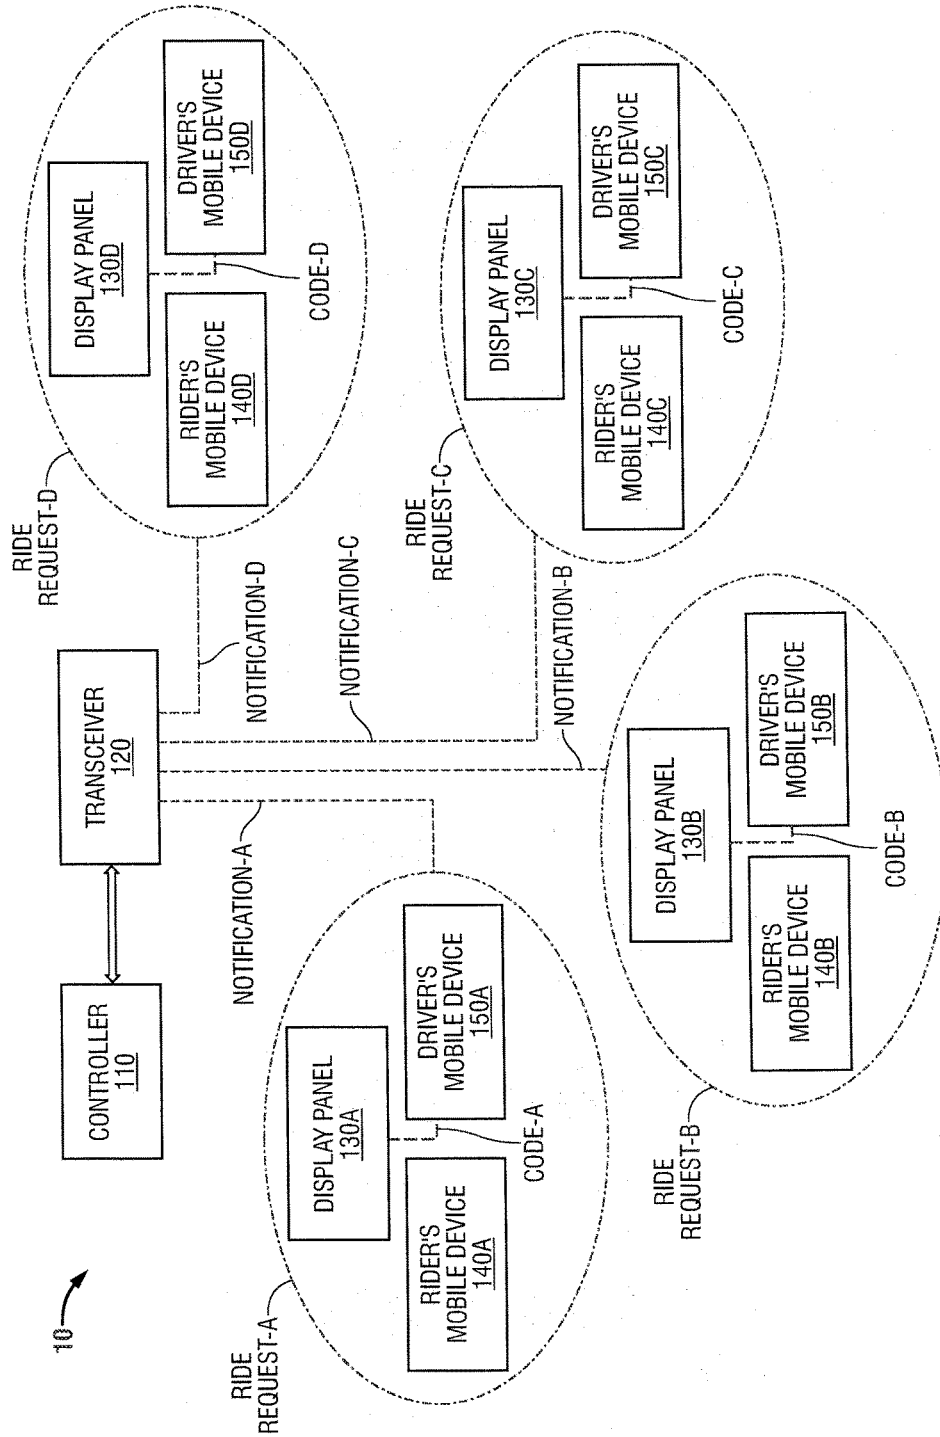 10
CONTROLLER
110
TRANSCEIVER
120
NOTIFICATION-A
NOTIFICATION-B
NOTIFICATION-C
NOTIFICATION-D
RIDE
REQUEST-A
DISPLAY PANEL
130A
RIDER'S
MOBILE DEVICE
140A
DRIVER'S
MOBILE DEVICE
150A
CODE-A
RIDE
REQUEST-B
DISPLAY PANEL
130B
RIDER'S
MOBILE DEVICE
140B
DRIVER'S
MOBILE DEVICE
150B
CODE-B
RIDE
REQUEST-C
DISPLAY PANEL
130C
RIDER'S
MOBILE DEVICE
140C
DRIVER'S
MOBILE DEVICE
150C
CODE-C
RIDE
REQUEST-D
DISPLAY PANEL
130D
RIDER'S
MOBILE DEVICE
140D
DRIVER'S
MOBILE DEVICE
150D
CODE-D